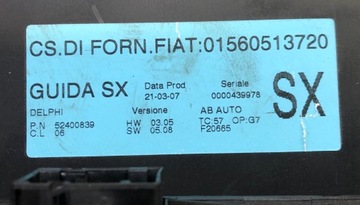 CS.DI FORN.FIAT:01560513720
GUIDA SX Data Prod 21-03-07 Seriale 0000439978 SX
DELPHI Versione AB AUTO
P.N 52400839 HW 03.05 TC:57 OP:G7
C.L 06 SW 05.08 F20665